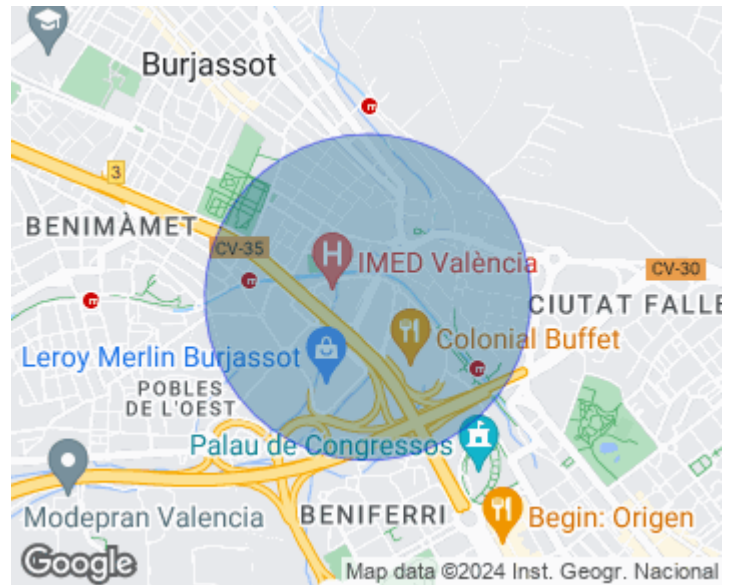 Burjassot
3
BENIMÀMET
CV-35
IMED València
CV-30
CIUTAT FALLE
Colonial Buffet
Leroy Merlin Burjassot
POBLES
DE L'OEST
Palau de Congressos
Modepran Valencia
BENIFERRI
Begin: Origen
Google
Map data ©2024 Inst. Geogr. Nacional